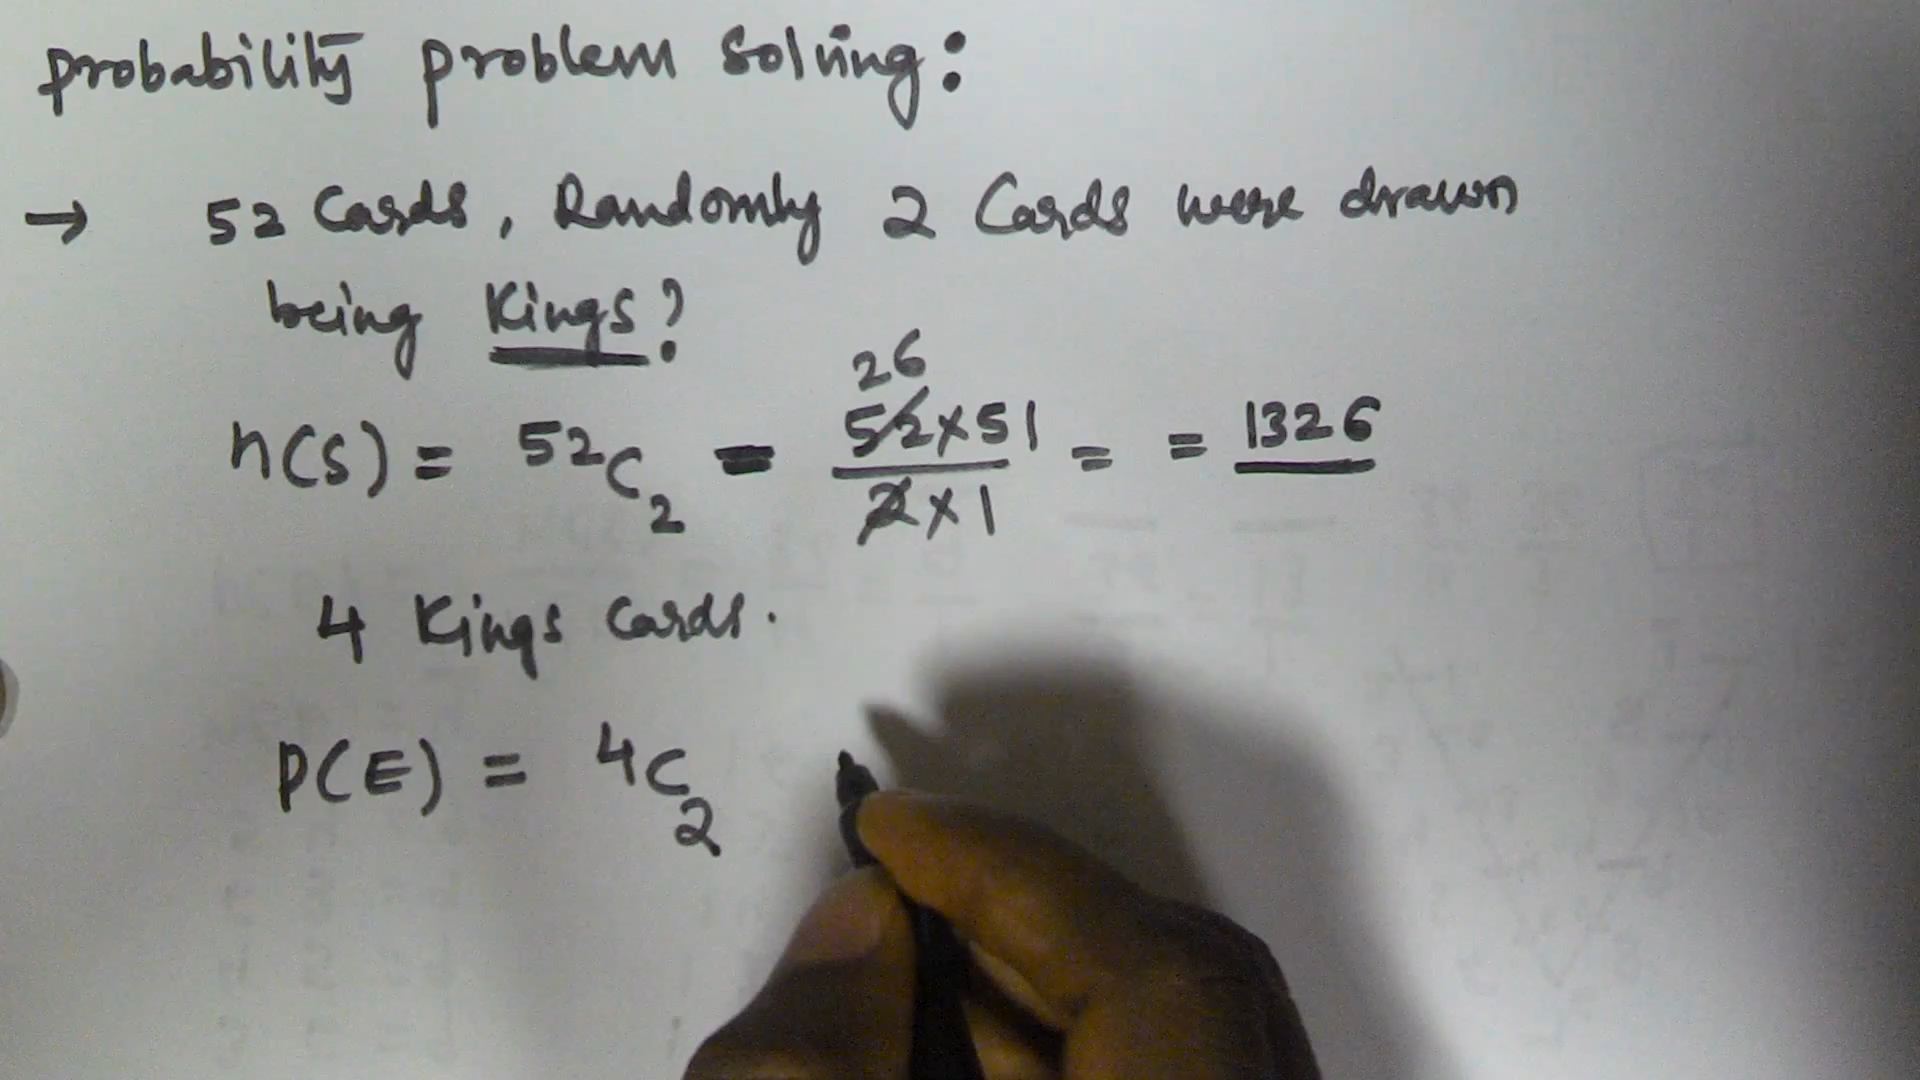 probability problem solving:
→ 52 Cards, Randomly 2 Cards were drawn
being Kings?
n(S) = 52C2 = 26 52×51 / 2×1 = = 1326
4 Kings Cards.
P(E) = 4C2